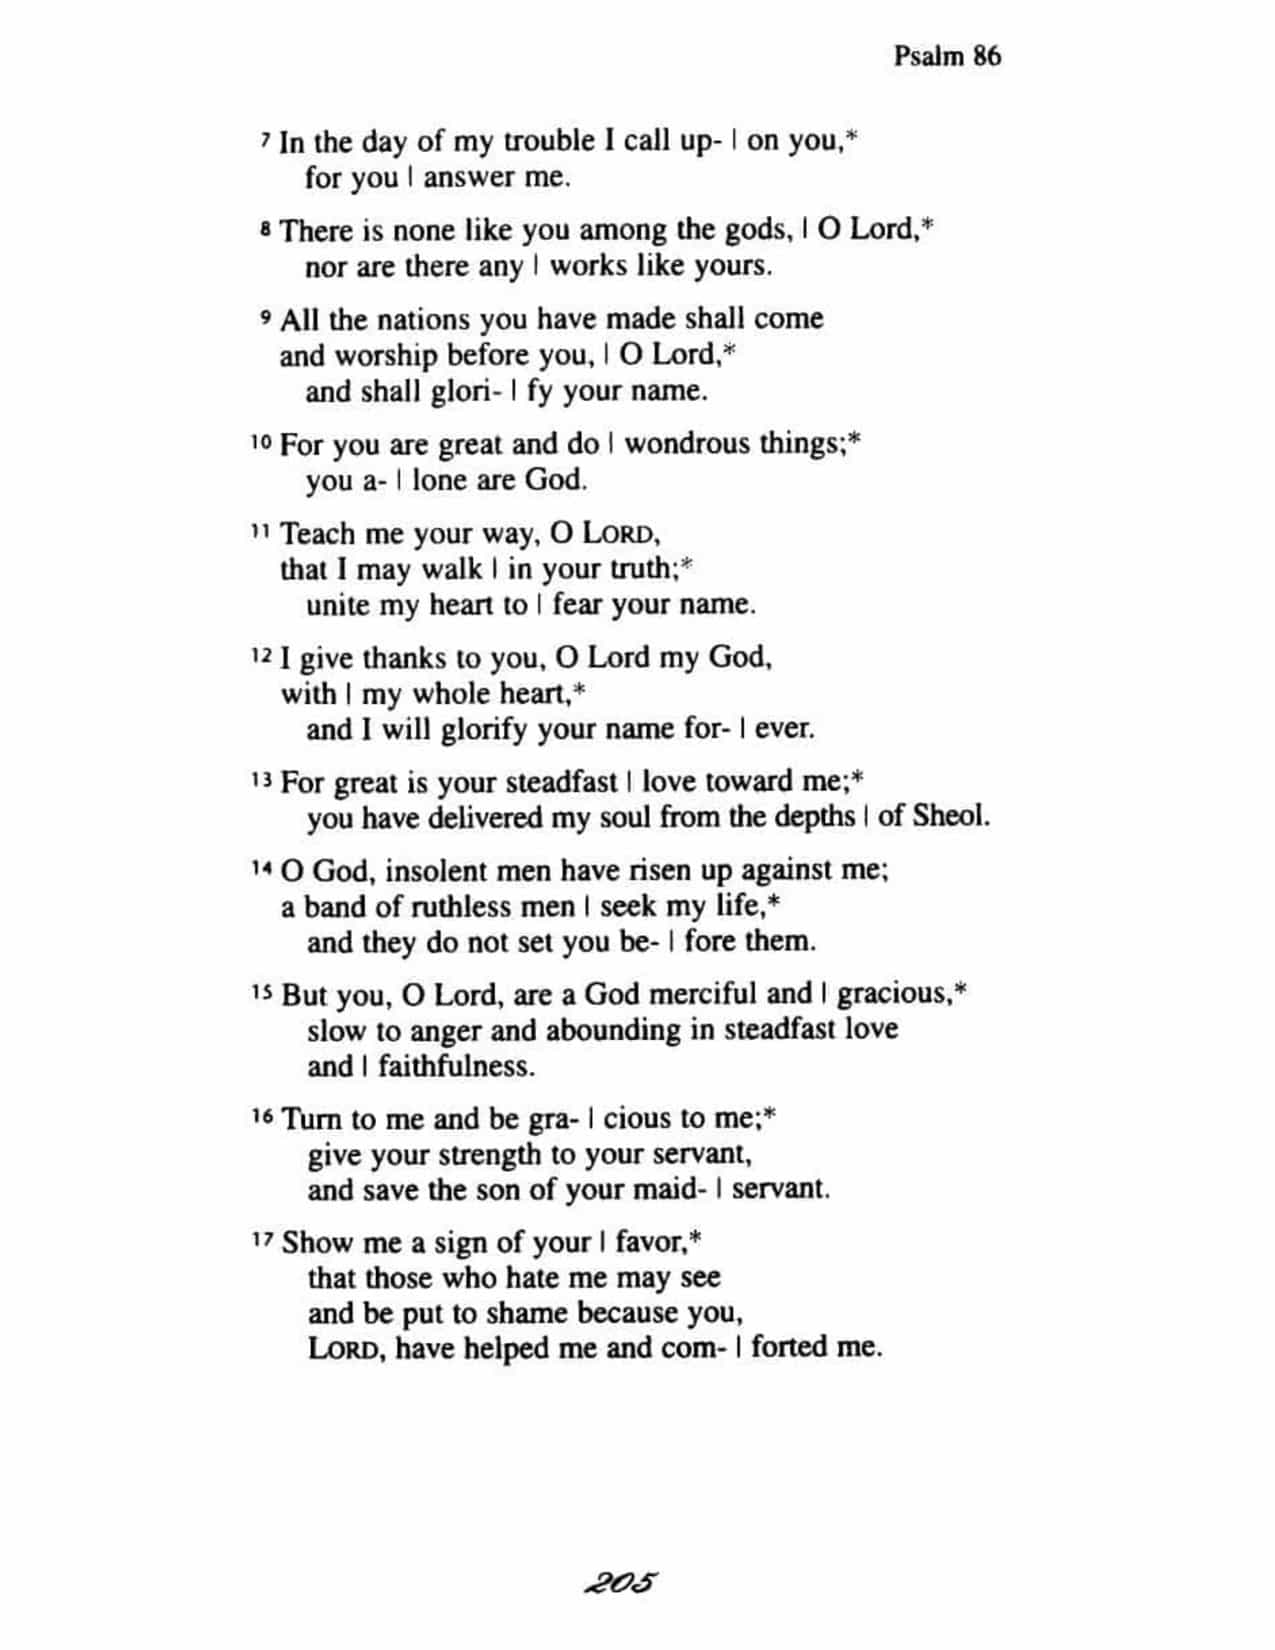 Psalm 86
7 In the day of my trouble I call up- | on you,*
for you | answer me.
8 There is none like you among the gods, | O Lord,*
nor are there any | works like yours.
9 All the nations you have made shall come
and worship before you, | O Lord,*
and shall glori- | fy your name.
10 For you are great and do | wondrous things;*
you a- | lone are God.
11 Teach me your way, O LORD,
that I may walk | in your truth;*
unite my heart to | fear your name.
12 I give thanks to you, O Lord my God,
with | my whole heart,*
and I will glorify your name for- | ever.
13 For great is your steadfast | love toward me;*
you have delivered my soul from the depths | of Sheol.
14 O God, insolent men have risen up against me;
a band of ruthless men | seek my life,*
and they do not set you be- | fore them.
15 But you, O Lord, are a God merciful and | gracious,*
slow to anger and abounding in steadfast love
and | faithfulness.
16 Turn to me and be gra- | cious to me;*
give your strength to your servant,
and save the son of your maid- | servant.
17 Show me a sign of your | favor,*
that those who hate me may see
and be put to shame because you,
LORD, have helped me and com- | forted me.
205